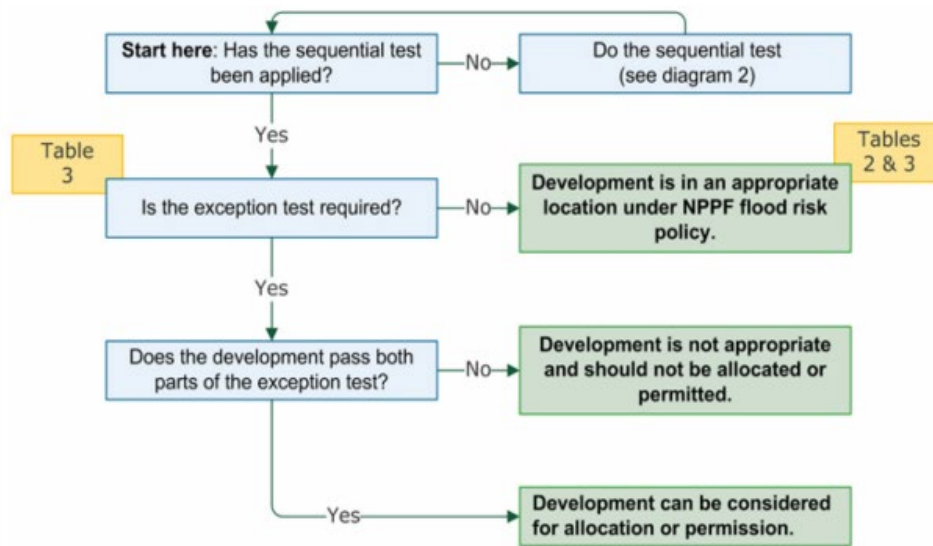 Start here: Has the sequential test
been applied?
No
Do the sequential test
(see diagram 2)
Yes
Table
3
Tables
2 & 3
Is the exception test required?
No
Development is in an appropriate
location under NPPF flood risk
policy.
Yes
Does the development pass both
parts of the exception test?
No
Development is not appropriate
and should not be allocated or
permitted.
Yes
Development can be considered
for allocation or permission.